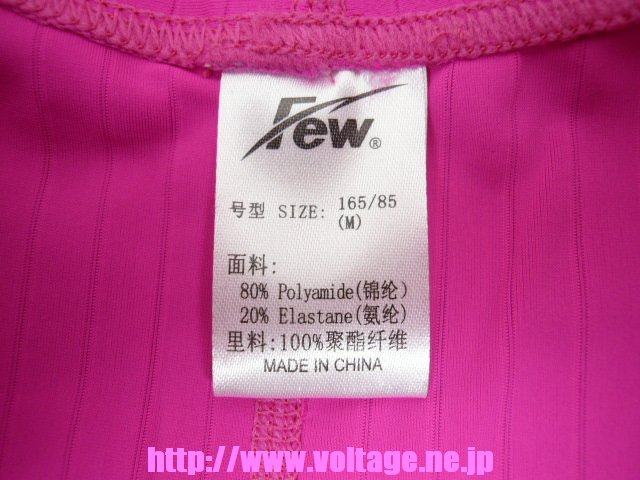 Few®
号型 SIZE: 165/85
(M)
面料:
80% Polyamide(锦纶)
20% Elastane(氨纶)
里料:100%聚酯纤维
MADE IN CHINA
http://www.voltage.ne.jp